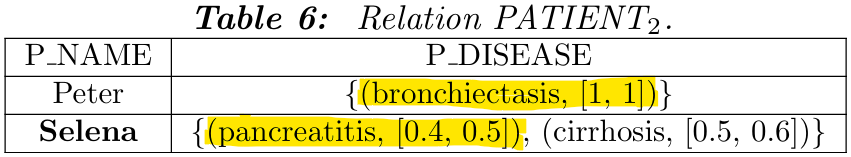 Table 6: Relation PATIENT₂.
P_NAME P_DISEASE
Peter {(bronchiectasis, [1, 1])}
Selena {(pancreatitis, [0.4, 0.5]), (cirrhosis, [0.5, 0.6])}